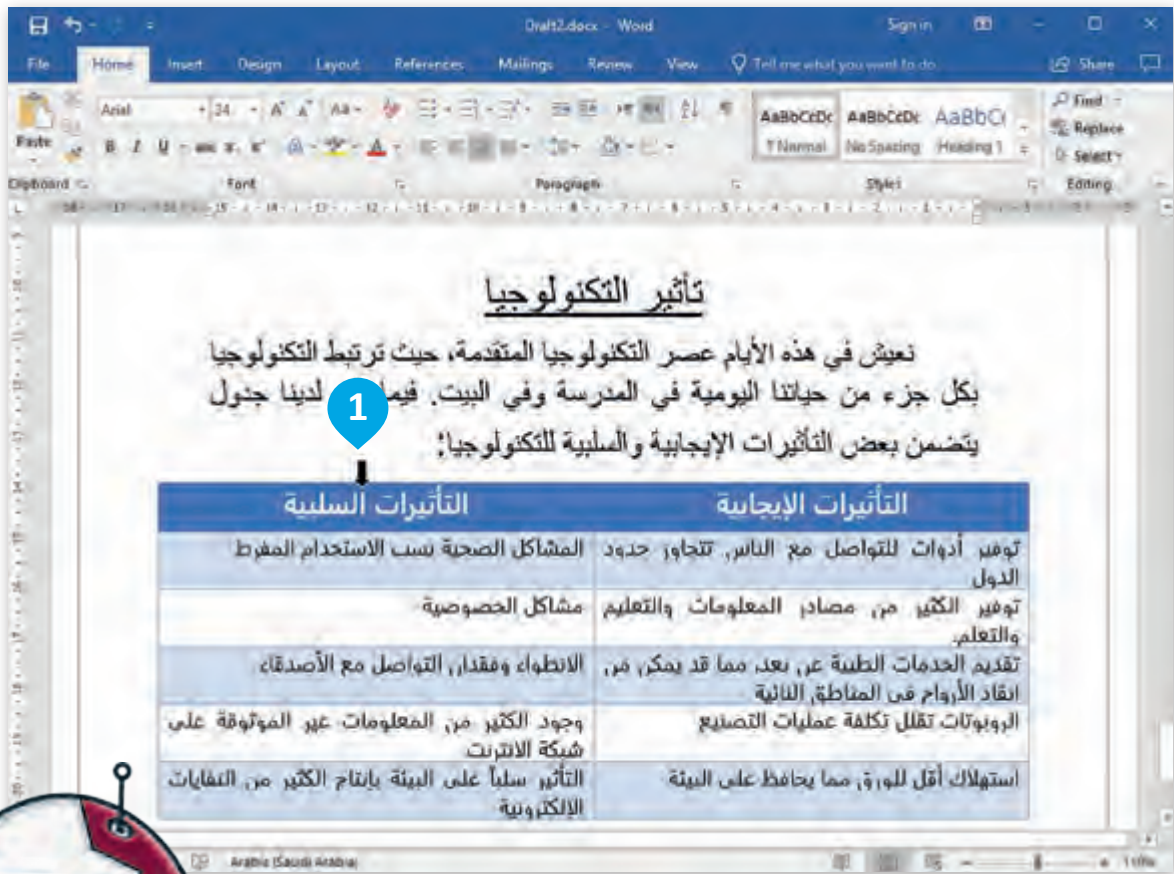 Draft2.docx - Word
Sign in
File Home Insert Design Layout References Mailings Review View Tell me what you want to do Share
Paste
Arial 24
Find
Replace
Select
AaBbCcDc AaBbCcDc AaBbCc
¶ Normal No Spacing Heading 1
Clipboard Font Paragraph Styles Editing
تأثير التكنولوجيا
نعيش في هذه الأيام عصر التكنولوجيا المتقدمة، حيث ترتبط التكنولوجيا
بكل جزء من حياتنا اليومية في المدرسة وفي البيت. لدينا جدول
يتضمن بعض التأثيرات الإيجابية والسلبية للتكنولوجيا:
1
التأثيرات الإيجابية التأثيرات السلبية
توفير أدوات للتواصل مع الناس تتجاوز حدود المشاكل الصحية بسب الاستخدام المفرط
الدول
توفير الكثير من مصادر المعلومات والتعليم مشاكل الخصوصية
والتعلم.
تقديم الخدمات الطبية عن بعد، مما قد يمكن من الانطواء وفقدان التواصل مع الأصدقاء
انقاد الأرواح في المناطق النائية
الروبوتات تقلل تكلفة عمليات التصنيع وجود الكثير من المعلومات غير الموثوقة على
شبكة الانترنت
استهلاك أقل للورق مما يحافظ على البيئة التأثير سلباً على البيئة بإنتاج الكثير من النفايات
الإلكترونية
Arabic (Saudi Arabia)
110%